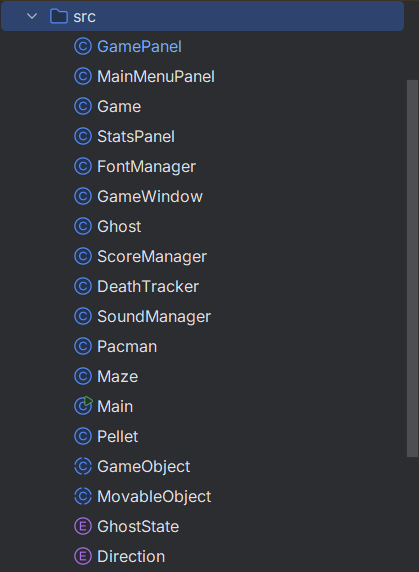 src
C GamePanel
C MainMenuPanel
C Game
C StatsPanel
C FontManager
C GameWindow
C Ghost
C ScoreManager
C DeathTracker
C SoundManager
C Pacman
C Maze
C Main
C Pellet
C GameObject
C MovableObject
E GhostState
E Direction